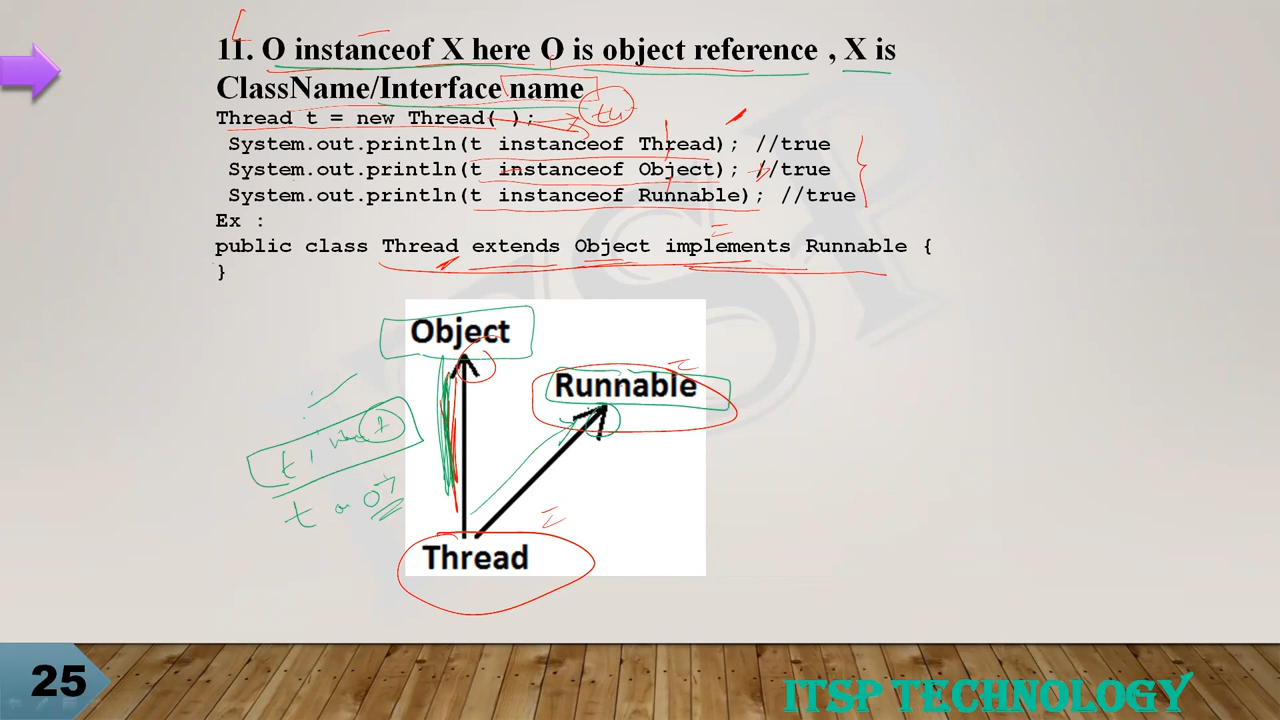 11. O instanceof X here O is object reference , X is
ClassName/Interface name
Thread t = new Thread( );
System.out.println(t instanceof Thread); //true
System.out.println(t instanceof Object); //true
System.out.println(t instanceof Runnable); //true
Ex :
public class Thread extends Object implements Runnable {
}
Object
Runnable
Thread
25
ITSP TECHNOLOGY